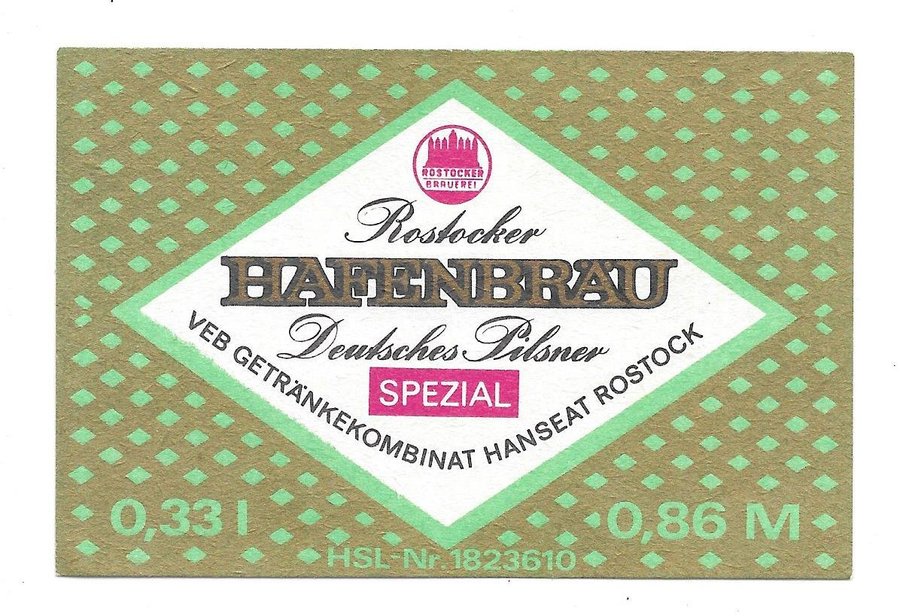 ROSTOCKER
BRAUEREI
Rostocker
HAFENBRÄU
Deutsches Pilsner
SPEZIAL
VEB GETRÄNKEKOMBINAT HANSEAT ROSTOCK
0,33 l
0,86 M
HSL-Nr. 1823610